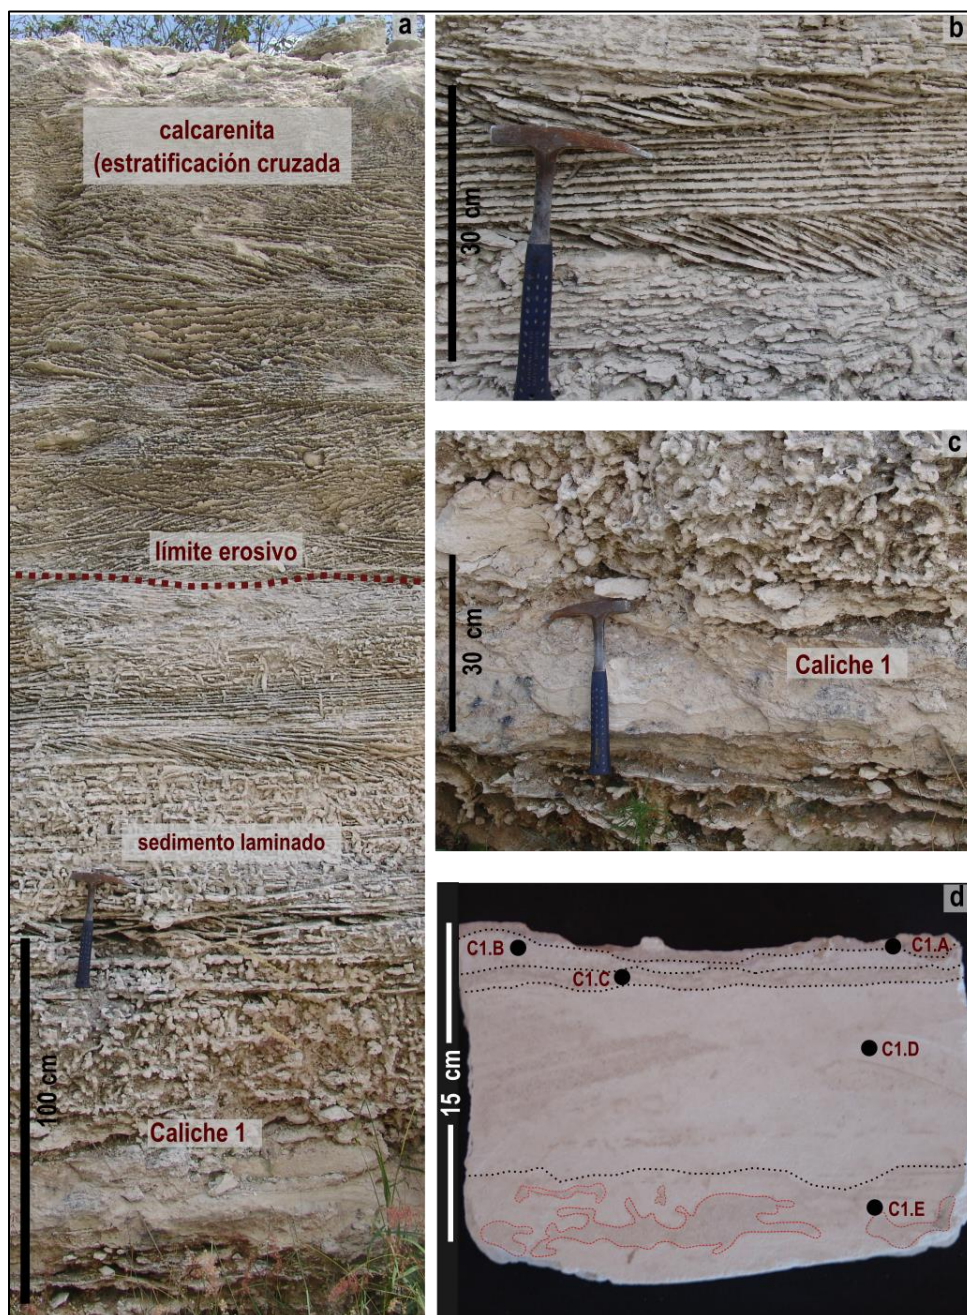 a
calcarenita
(estratificación cruzada
límite erosivo
sedimento laminado
100 cm
Caliche 1
b
30 cm
c
30 cm
Caliche 1
d
C1.B
C1.A
C1.C
C1.D
15 cm
C1.E